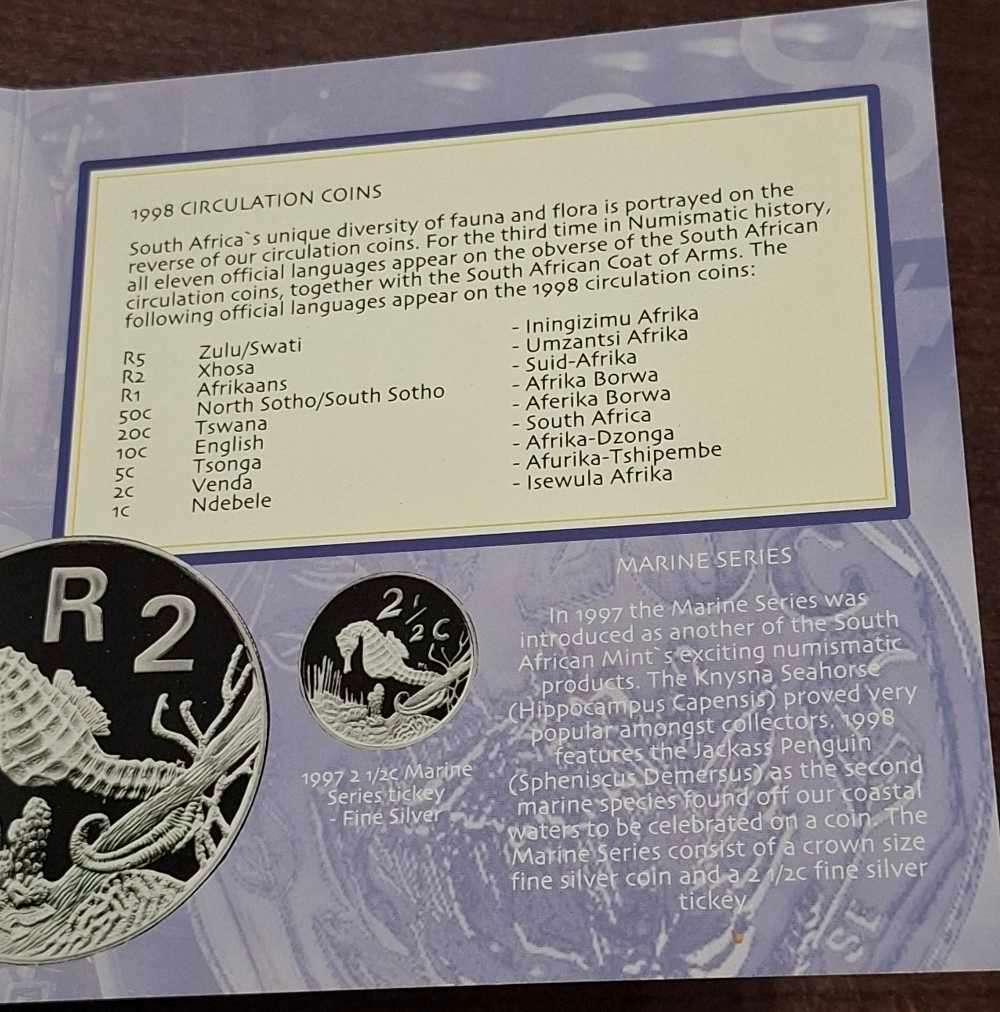 1998 CIRCULATION COINS
South Africa`s unique diversity of fauna and flora is portrayed on the
reverse of our circulation coins. For the third time in Numismatic history,
all eleven official languages appear on the obverse of the South African
circulation coins, together with the South African Coat of Arms. The
following official languages appear on the 1998 circulation coins:
R5 Zulu/Swati - Iningizimu Afrika
R2 Xhosa - Umzantsi Afrika
R1 Afrikaans - Suid-Afrika
50c North Sotho/South Sotho - Afrika Borwa
20c Tswana - Aferika Borwa
10c English - South Africa
5c Tsonga - Afrika-Dzonga
2c Venda - Afurika-Tshipembe
1c Ndebele - Isewula Afrika
R 2
2 1/2 C
1997 2 1/2c Marine
Series tickey
- Fine Silver
MARINE SERIES
In 1997 the Marine Series was
introduced as another of the South
African Mint`s exciting numismatic
products. The Knysna Seahorse
(Hippocampus Capensis) proved very
popular amongst collectors. 1998
features the Jackass Penguin
(Spheniscus Demersus) as the second
marine species found off our coastal
waters to be celebrated on a coin. The
Marine Series consist of a crown size
fine silver coin and a 2 1/2c fine silver
tickey